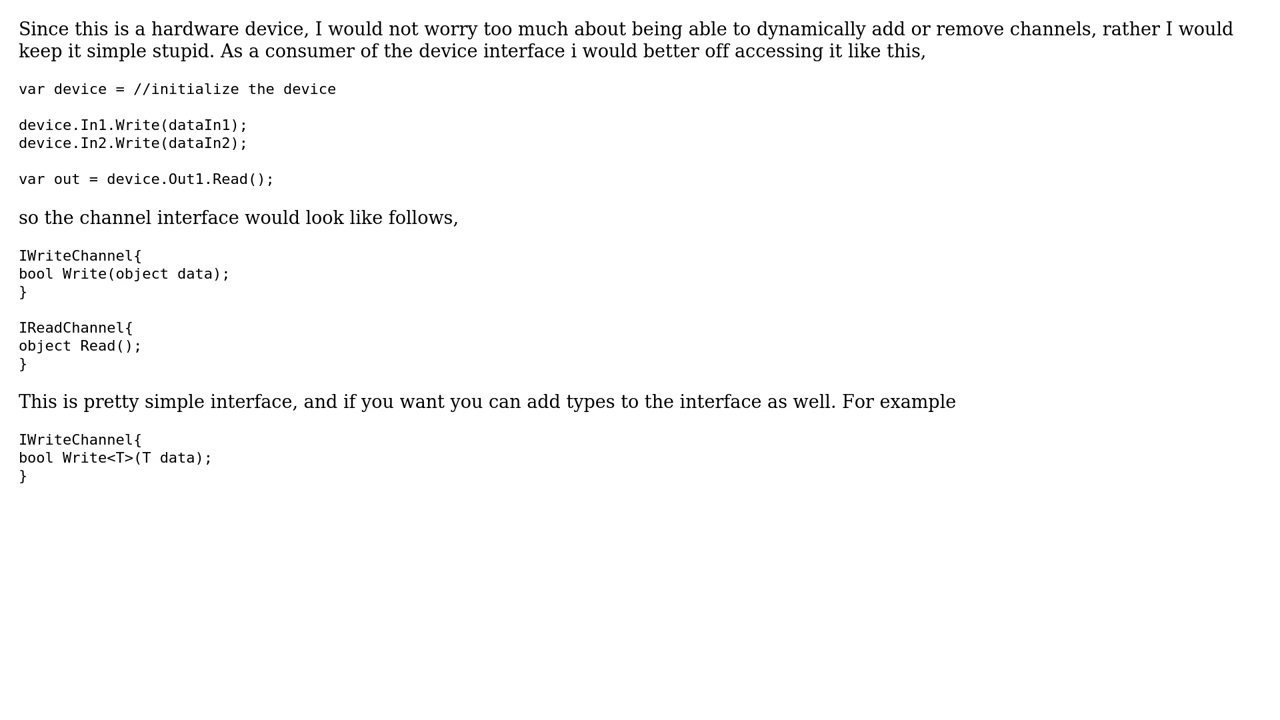 Since this is a hardware device, I would not worry too much about being able to dynamically add or remove channels, rather I would
keep it simple stupid. As a consumer of the device interface i would better off accessing it like this,
var device = //initialize the device
device.In1.Write(dataIn1);
device.In2.Write(dataIn2);
var out = device.Out1.Read();
so the channel interface would look like follows,
IWriteChannel{
bool Write(object data);
}
IReadChannel{
object Read();
}
This is pretty simple interface, and if you want you can add types to the interface as well. For example
IWriteChannel{
bool Write<T>(T data);
}